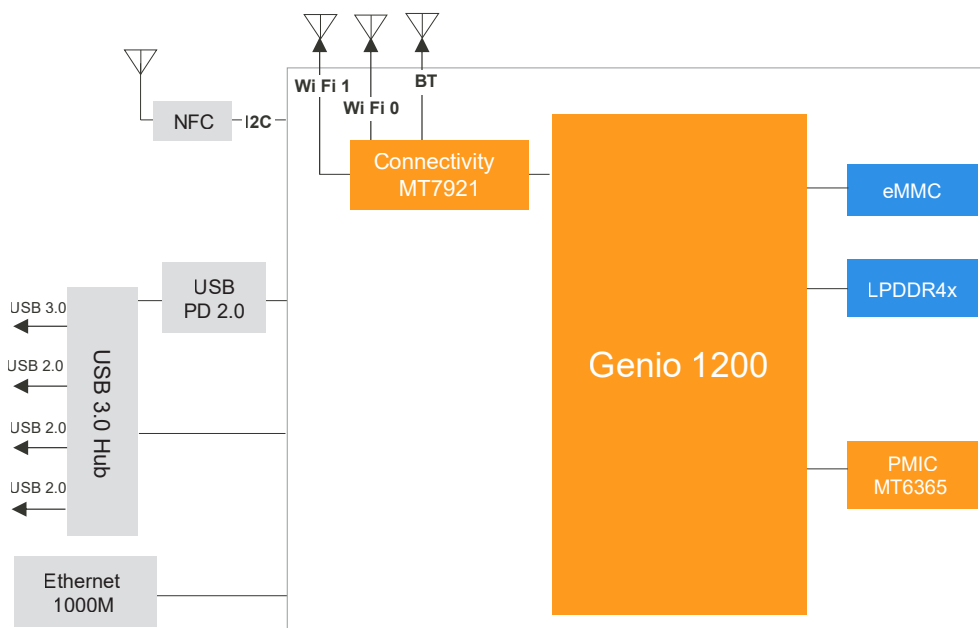 Wi Fi 1
Wi Fi 0
BT
NFC
I2C
Connectivity
MT7921
eMMC
USB
PD 2.0
LPDDR4x
USB 3.0
USB 2.0
USB 2.0
USB 2.0
USB 3.0 Hub
Genio 1200
PMIC
MT6365
Ethernet
1000M